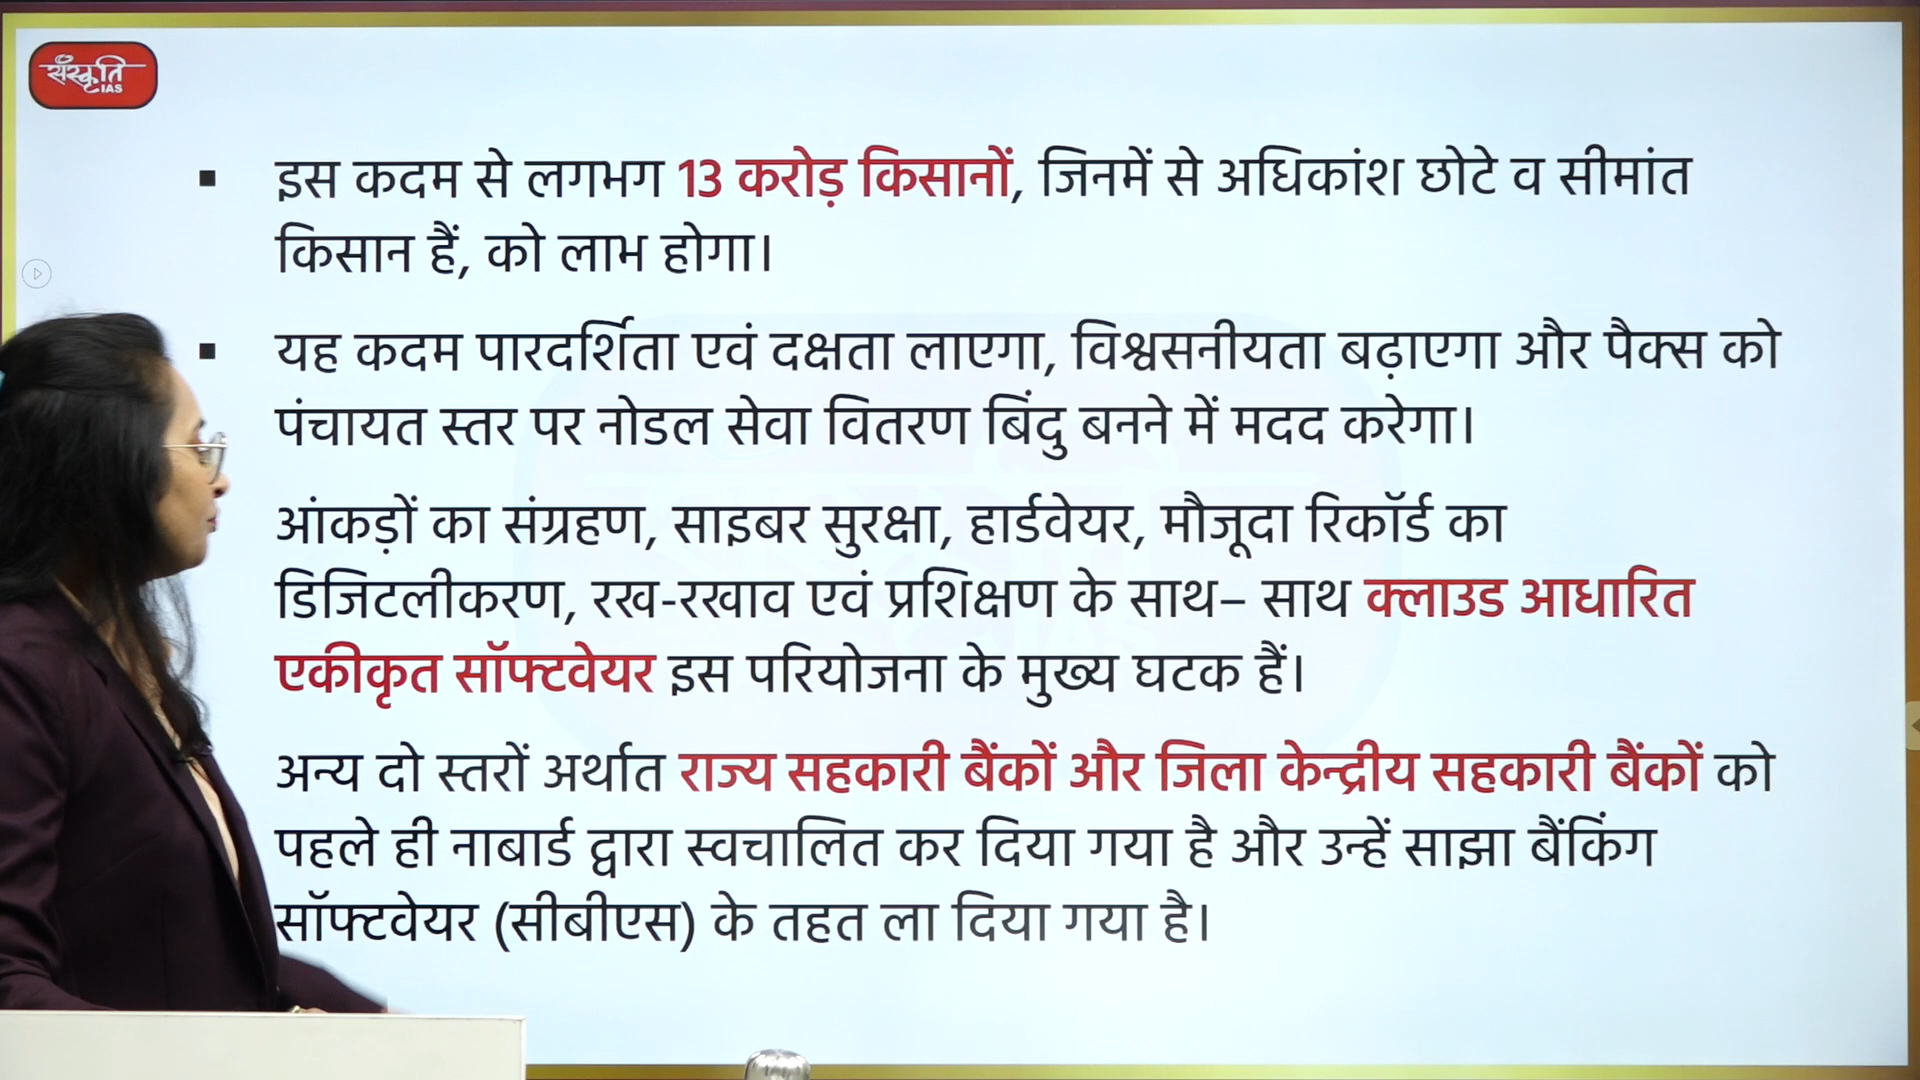 संस्कृति
IAS
▪ इस कदम से लगभग 13 करोड़ किसानों, जिनमें से अधिकांश छोटे व सीमांत
किसान हैं, को लाभ होगा।
▪ यह कदम पारदर्शिता एवं दक्षता लाएगा, विश्वसनीयता बढ़ाएगा और पैक्स को
पंचायत स्तर पर नोडल सेवा वितरण बिंदु बनने में मदद करेगा।
आंकड़ों का संग्रहण, साइबर सुरक्षा, हार्डवेयर, मौजूदा रिकॉर्ड का
डिजिटलीकरण, रख-रखाव एवं प्रशिक्षण के साथ– साथ क्लाउड आधारित
एकीकृत सॉफ्टवेयर इस परियोजना के मुख्य घटक हैं।
अन्य दो स्तरों अर्थात राज्य सहकारी बैंकों और जिला केन्द्रीय सहकारी बैंकों को
पहले ही नाबार्ड द्वारा स्वचालित कर दिया गया है और उन्हें साझा बैंकिंग
सॉफ्टवेयर (सीबीएस) के तहत ला दिया गया है।